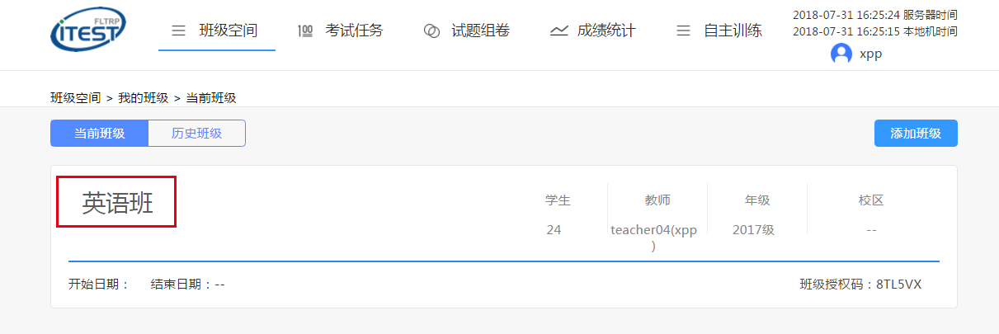 FLTRP
iTEST
班级空间
考试任务
试题组卷
成绩统计
自主训练
2018-07-31 16:25:24 服务器时间
2018-07-31 16:25:15 本地机时间
xpp
班级空间 > 我的班级 > 当前班级
当前班级
历史班级
添加班级
英语班
学生
教师
年级
校区
24
teacher04(xpp
)
2017级
--
开始日期：
结束日期：--
班级授权码：8TL5VX